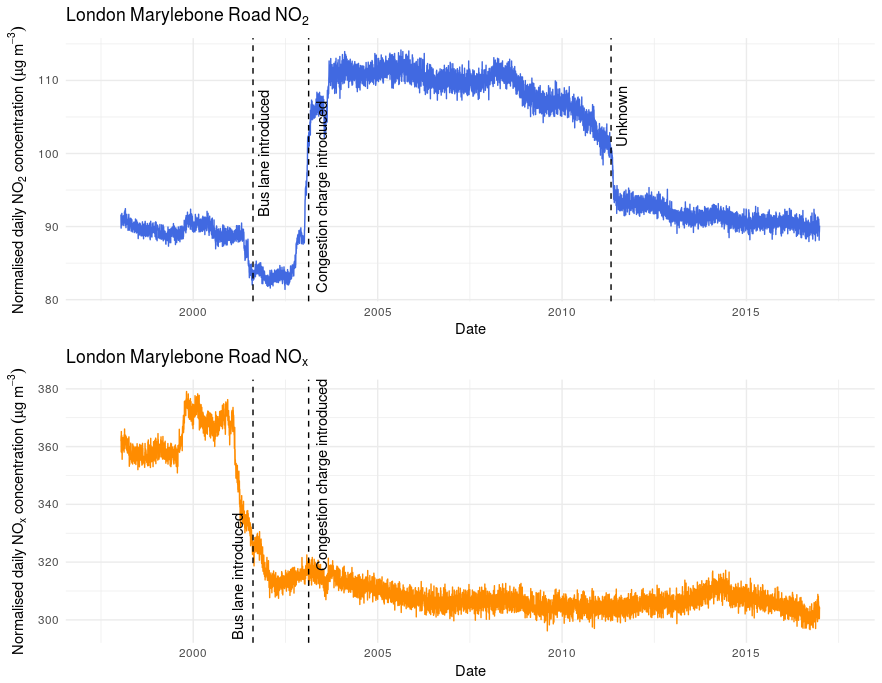 London Marylebone Road NO₂
Normalised daily NO₂ concentration (µg m⁻³)
110
100
90
80
Bus lane introduced
Congestion charge introduced
Unknown
2000 2005 2010 2015
Date
London Marylebone Road NOₓ
Normalised daily NOₓ concentration (µg m⁻³)
380
360
340
320
300
Bus lane introduced
Congestion charge introduced
2000 2005 2010 2015
Date